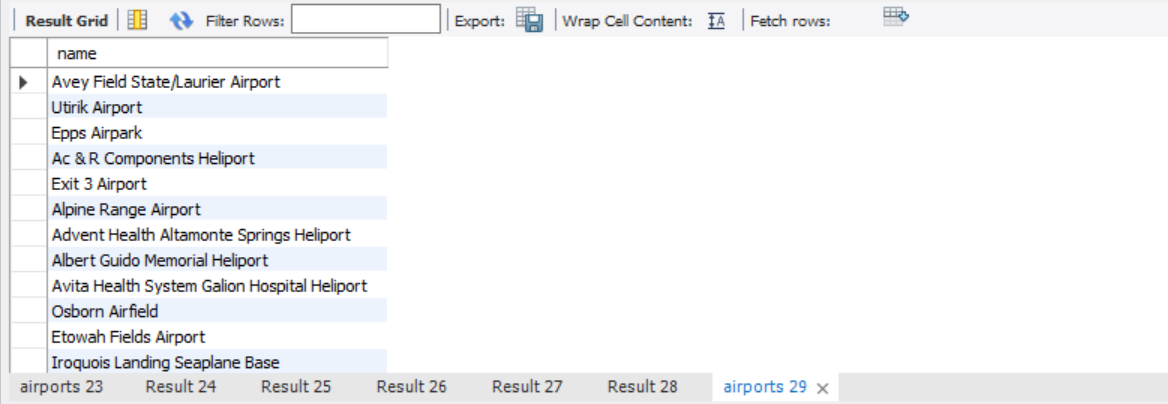 Result Grid Filter Rows: Export: Wrap Cell Content: IA Fetch rows:
name
Avey Field State/Laurier Airport
Utirik Airport
Epps Airpark
Ac & R Components Heliport
Exit 3 Airport
Alpine Range Airport
Advent Health Altamonte Springs Heliport
Albert Guido Memorial Heliport
Avita Health System Galion Hospital Heliport
Osborn Airfield
Etowah Fields Airport
Iroquois Landing Seaplane Base
airports 23 Result 24 Result 25 Result 26 Result 27 Result 28 airports 29